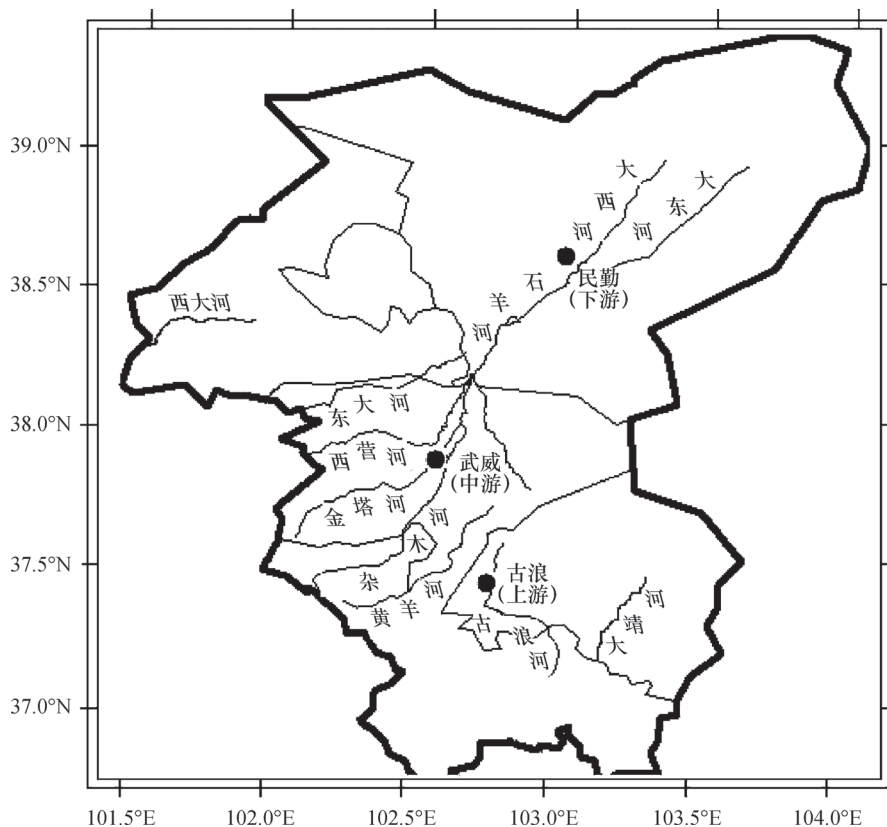 39.0°N
38.5°N
38.0°N
37.5°N
37.0°N
101.5°E
102.0°E
102.5°E
103.0°E
103.5°E
104.0°E
大西河
大东河
民勤
(下游)
石羊河
西大河
东大河
西营河
武威
(中游)
金塔河
杂木河
黄羊河
古浪
(上游)
古浪河
大靖河